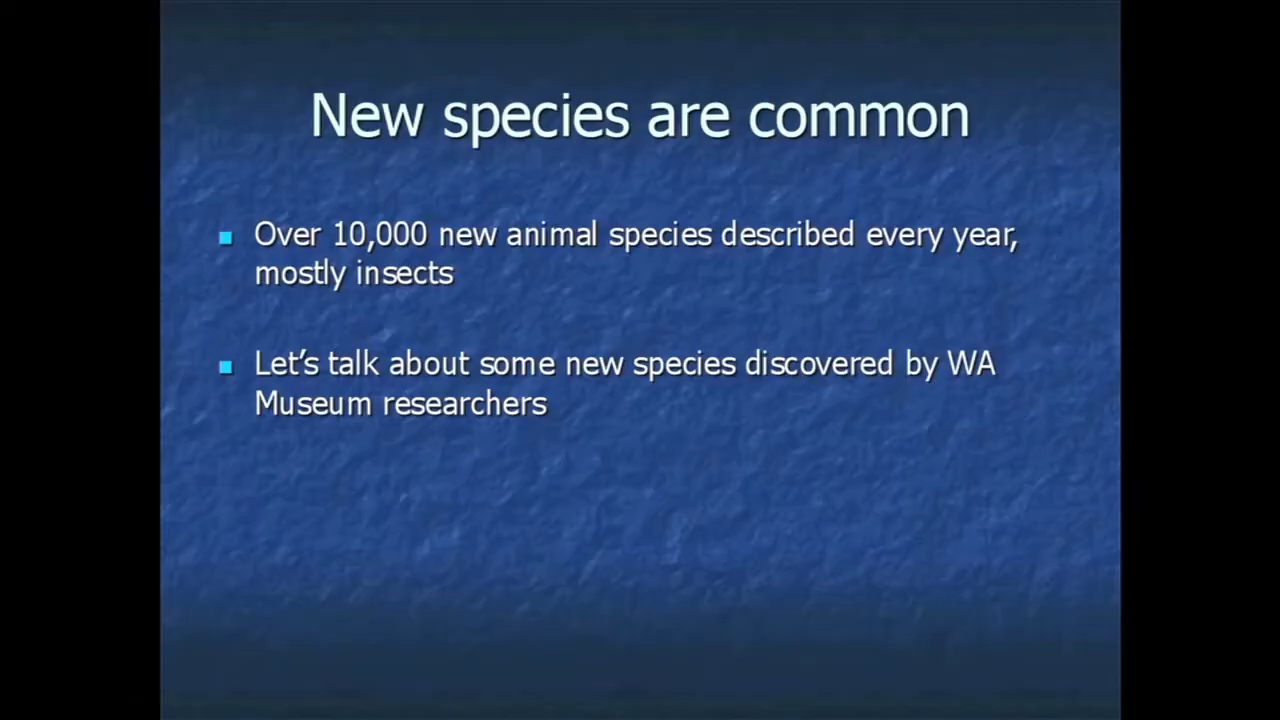 New species are common
Over 10,000 new animal species described every year,
mostly insects
Let’s talk about some new species discovered by WA
Museum researchers